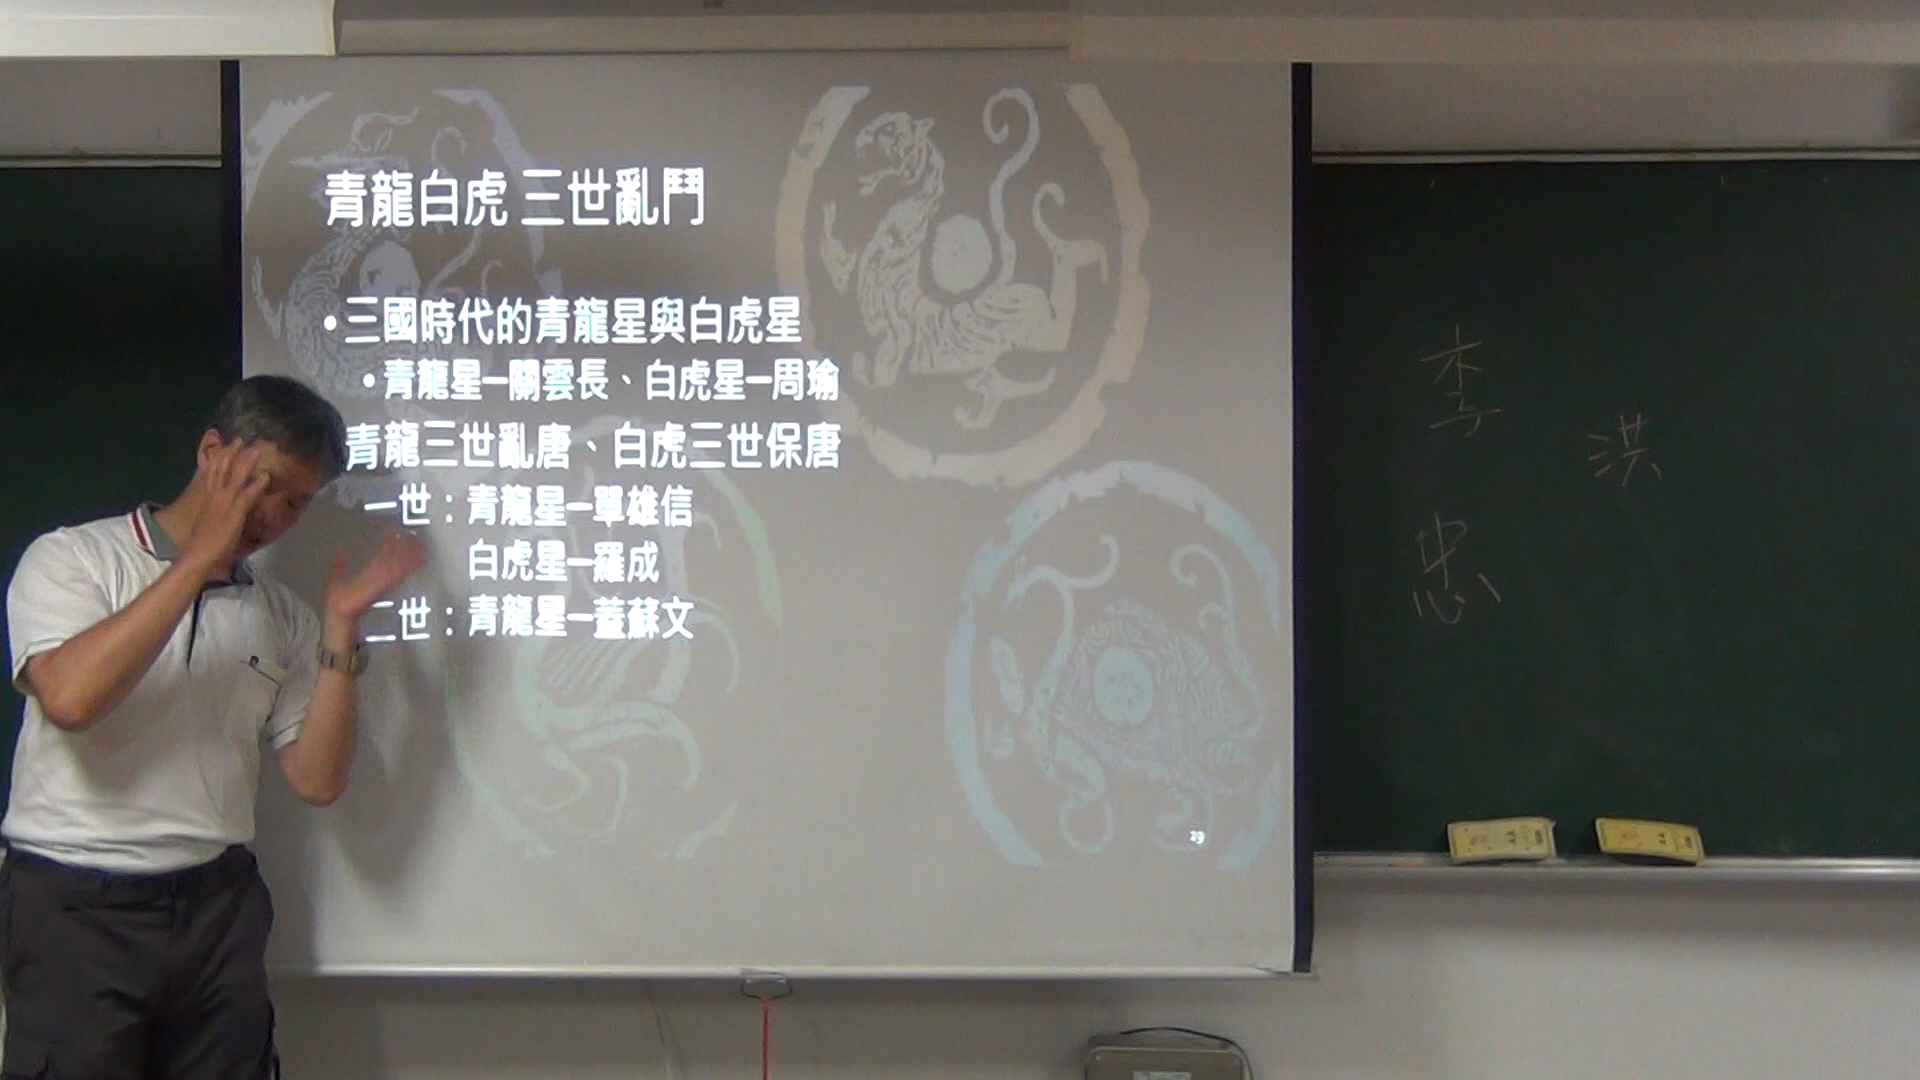 青龍白虎 三世亂鬥
•三國時代的青龍星與白虎星
•青龍星–關雲長、白虎星–周瑜
青龍三世亂唐、白虎三世保唐
一世：青龍星–單雄信
白虎星–羅成
二世：青龍星–蓋蘇文
29
李
忠
洪